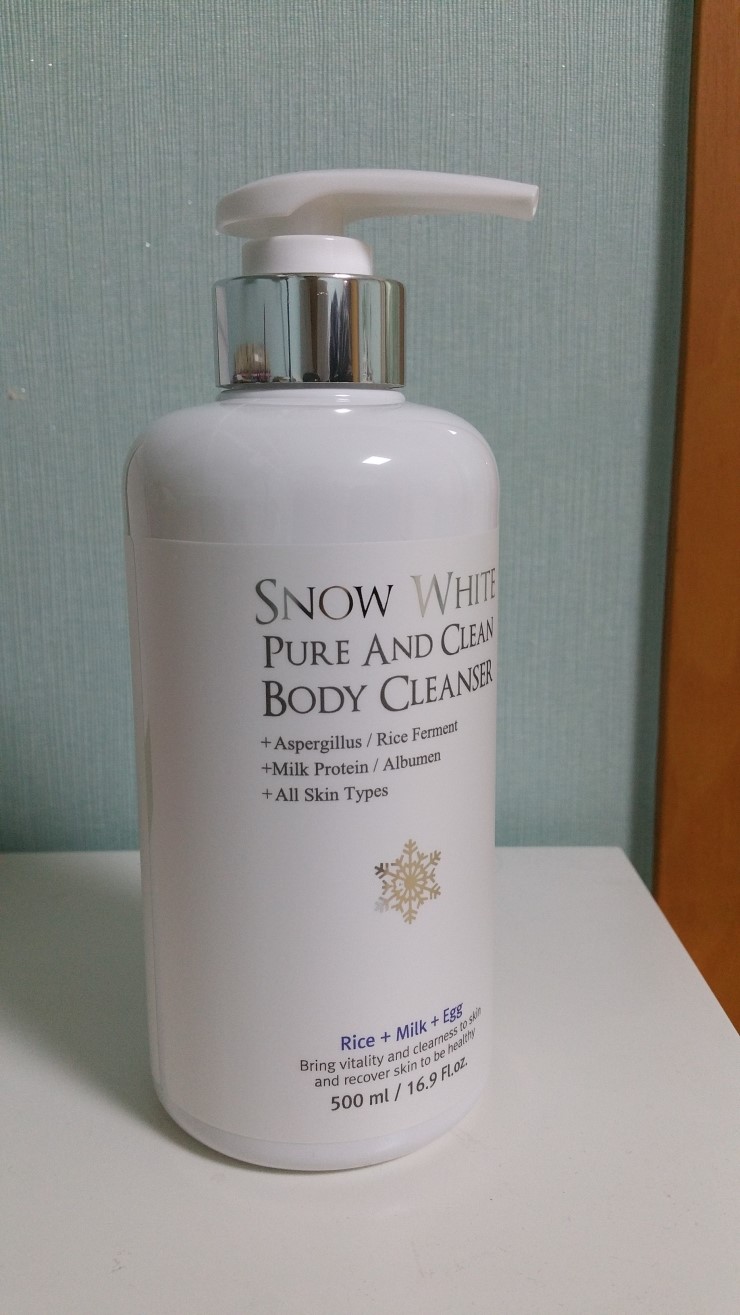 SNOW WHITE
PURE AND CLEAN
BODY CLEANSER
+Aspergillus / Rice Ferment
+Milk Protein / Albumen
+All Skin Types
Rice + Milk + Egg
Bring vitality and clearness to skin
and recover skin to be healthy
500 ml / 16.9 Fl.oz.